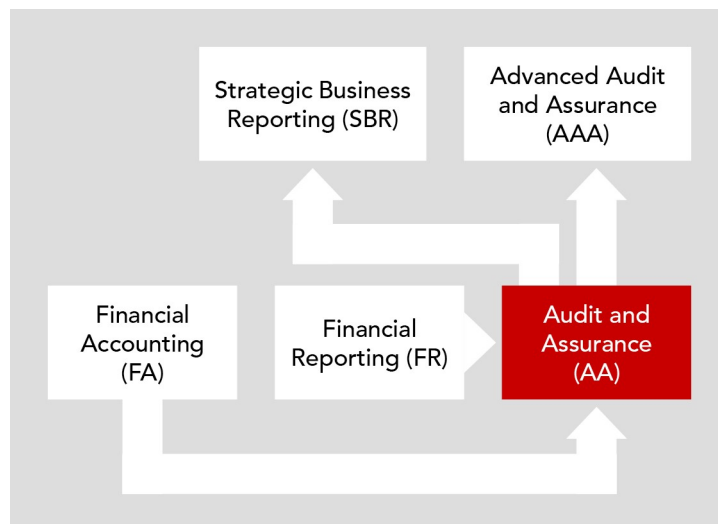 Strategic Business
Reporting (SBR)
Advanced Audit
and Assurance
(AAA)
Financial
Accounting
(FA)
Financial
Reporting (FR)
Audit and
Assurance
(AA)